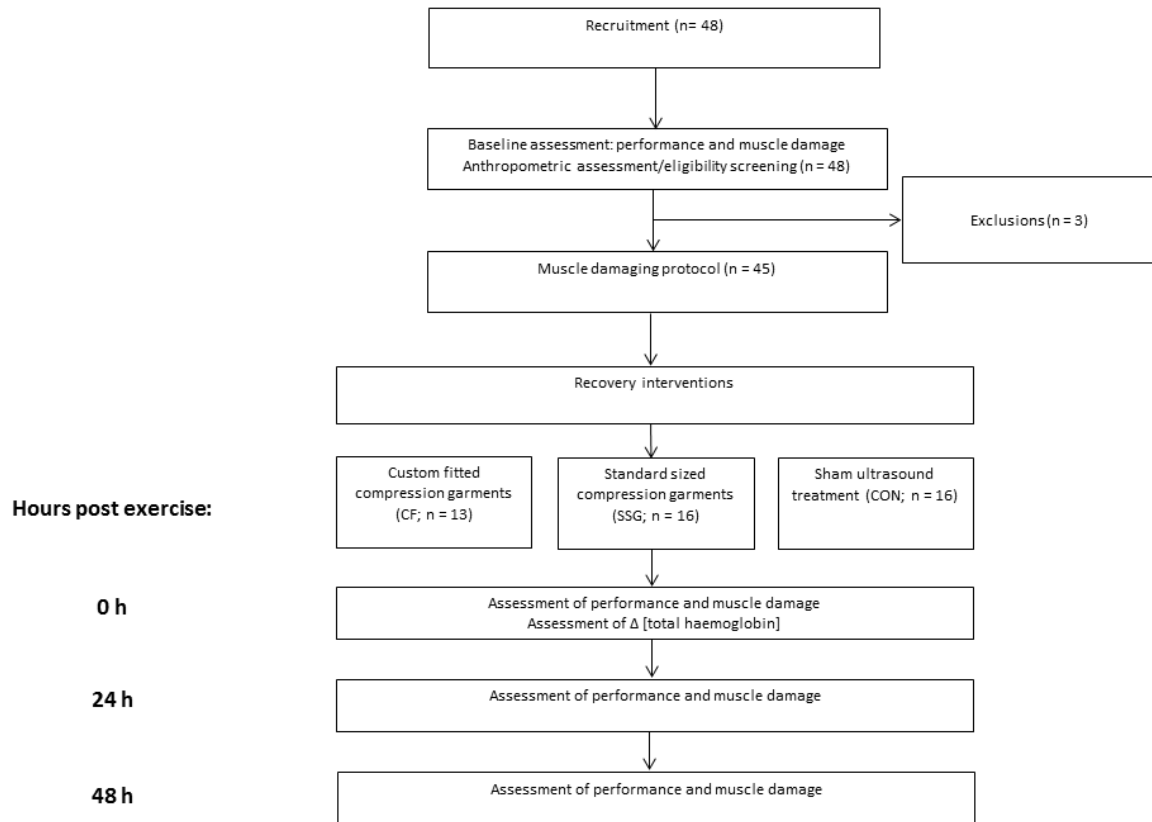 Recruitment (n= 48)
Baseline assessment: performance and muscle damage
Anthropometric assessment/eligibility screening (n = 48)
Exclusions (n = 3)
Muscle damaging protocol (n = 45)
Recovery interventions
Custom fitted
compression garments
(CF; n = 13)
Standard sized
compression garments
(SSG; n = 16)
Sham ultrasound
treatment (CON; n = 16)
Hours post exercise:
0 h
Assessment of performance and muscle damage
Assessment of Δ [total haemoglobin]
24 h
Assessment of performance and muscle damage
48 h
Assessment of performance and muscle damage